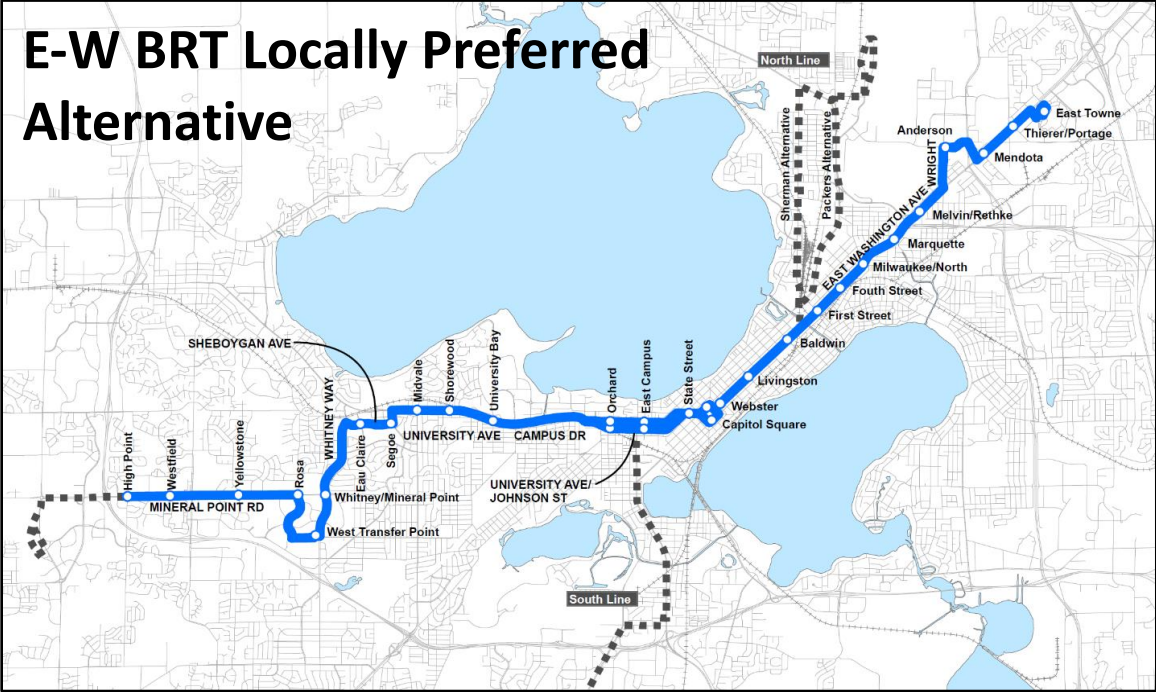 E-W BRT Locally Preferred
Alternative
North Line
Sherman Alternative
Packers Alternative
Anderson
WRIGHT
East Towne
Thierer/Portage
Mendota
EAST WASHINGTON AVE
Melvin/Rethke
Marquette
Milwaukee/North
Fouth Street
First Street
Baldwin
Livingston
Webster
Capitol Square
State Street
East Campus
Orchard
UNIVERSITY AVE/
JOHNSON ST
CAMPUS DR
UNIVERSITY AVE
University Bay
Shorewood
Midvale
SHEBOYGAN AVE
Segoe
Eau Claire
WHITNEY WAY
Whitney/Mineral Point
West Transfer Point
Rosa
Yellowstone
Westfield
High Point
MINERAL POINT RD
South Line